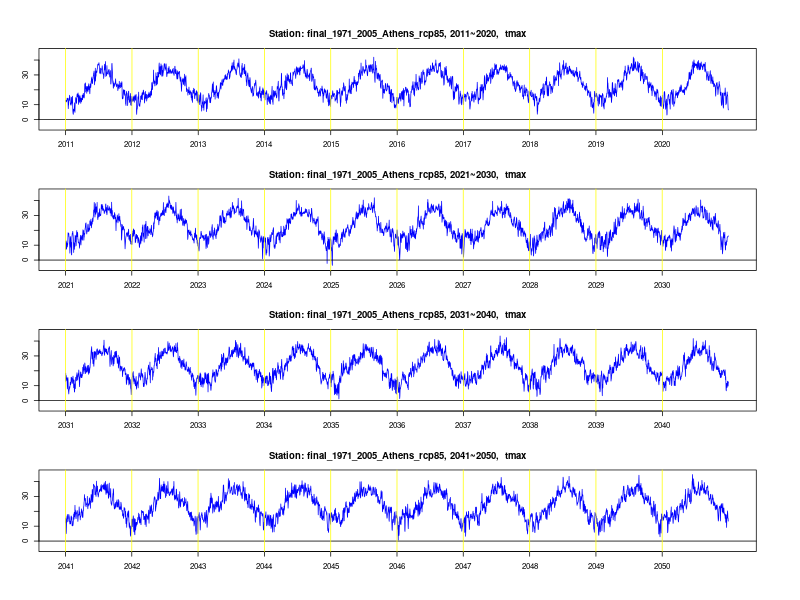 Station: final_1971_2005_Athens_rcp85, 2011~2020, tmax
30
10
0
2011 2012 2013 2014 2015 2016 2017 2018 2019 2020
Station: final_1971_2005_Athens_rcp85, 2021~2030, tmax
30
10
0
2021 2022 2023 2024 2025 2026 2027 2028 2029 2030
Station: final_1971_2005_Athens_rcp85, 2031~2040, tmax
30
10
0
2031 2032 2033 2034 2035 2036 2037 2038 2039 2040
Station: final_1971_2005_Athens_rcp85, 2041~2050, tmax
30
10
0
2041 2042 2043 2044 2045 2046 2047 2048 2049 2050